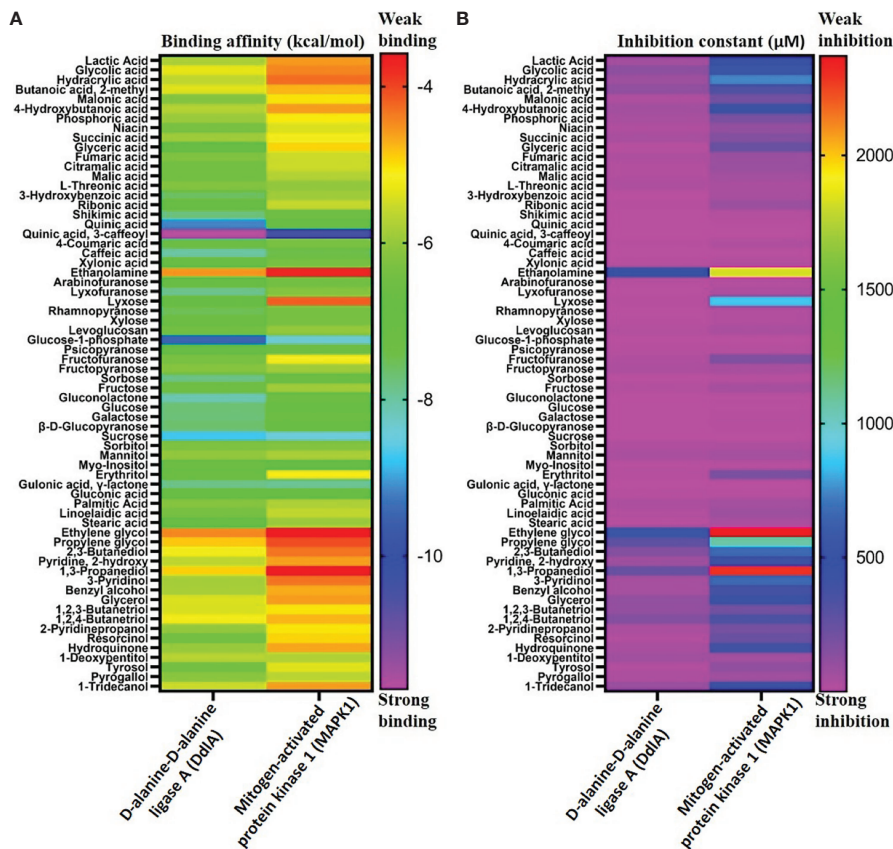 A
Binding affinity (kcal/mol)
Weak
binding
Lactic Acid
Glycolic acid
Hydracrylic acid
Butanoic acid, 2-methyl
Malonic acid
4-Hydroxybutanoic acid
Phosphoric acid
Niacin
Succinic acid
Glyceric acid
Fumaric acid
Citramalic acid
Malic acid
L-Threonic acid
3-Hydroxybenzoic acid
Ribonic acid
Shikimic acid
Quinic acid
Quinic acid, 3-caffeoyl
4-Coumaric acid
Caffeic acid
Xylonic acid
Ethanolamine
Arabinofuranose
Lyxofuranose
Lyxose
Rhamnopyranose
Xylose
Levoglucosan
Glucose-1-phosphate
Psicopyranose
Fructofuranose
Fructopyranose
Sorbose
Fructose
Gluconolactone
Glucose
Galactose
β-D-Glucopyranose
Sucrose
Sorbitol
Mannitol
Myo-Inositol
Erythritol
Gulonic acid, γ-lactone
Gluconic acid
Palmitic Acid
Linoelaidic acid
Stearic acid
Ethylene glyco
Propylene glyco
2,3-Butanediol
Pyridine, 2-hydroxy
1,3-Propanediol
3-Pyridinol
Benzyl alcohol
Glycerol
1,2,3-Butanetriol
1,2,4-Butanetriol
2-Pyridinepropanol
Resorcinol
Hydroquinone
1-Deoxypentito
Tyrosol
Pyrogallol
1-Tridecanol
-4
-6
-8
-10
Strong
binding
D-alanine-D-alanine
ligase A (DdlA)
Mitogen-activated
protein kinase 1 (MAPK1)
B
Inhibition constant (μM)
Weak
inhibition
Lactic Acid
Glycolic acid
Hydracrylic acid
Butanoic acid, 2-methyl
Malonic acid
4-Hydroxybutanoic acid
Phosphoric acid
Niacin
Succinic acid
Glyceric acid
Fumaric acid
Citramalic acid
Malic acid
L-Threonic acid
3-Hydroxybenzoic acid
Ribonic acid
Shikimic acid
Quinic acid
Quinic acid, 3-caffeoyl
4-Coumaric acid
Caffeic acid
Xylonic acid
Ethanolamine
Arabinofuranose
Lyxofuranose
Lyxose
Rhamnopyranose
Xylose
Levoglucosan
Glucose-1-phosphate
Psicopyranose
Fructofuranose
Fructopyranose
Sorbose
Fructose
Gluconolactone
Glucose
Galactose
β-D-Glucopyranose
Sucrose
Sorbitol
Mannitol
Myo-Inositol
Erythritol
Gulonic acid, γ-lactone
Gluconic acid
Palmitic Acid
Linoelaidic acid
Stearic acid
Ethylene glyco
Propylene glyco
2,3-Butanediol
Pyridine, 2-hydroxy
1,3-Propanediol
3-Pyridinol
Benzyl alcohol
Glycerol
1,2,3-Butanetriol
1,2,4-Butanetriol
2-Pyridinepropanol
Resorcinol
Hydroquinone
1-Deoxypentito
Tyrosol
Pyrogallol
1-Tridecanol
2000
1500
1000
500
Strong
inhibition
D-alanine-D-alanine
ligase A (DdlA)
Mitogen-activated
protein kinase 1 (MAPK1)